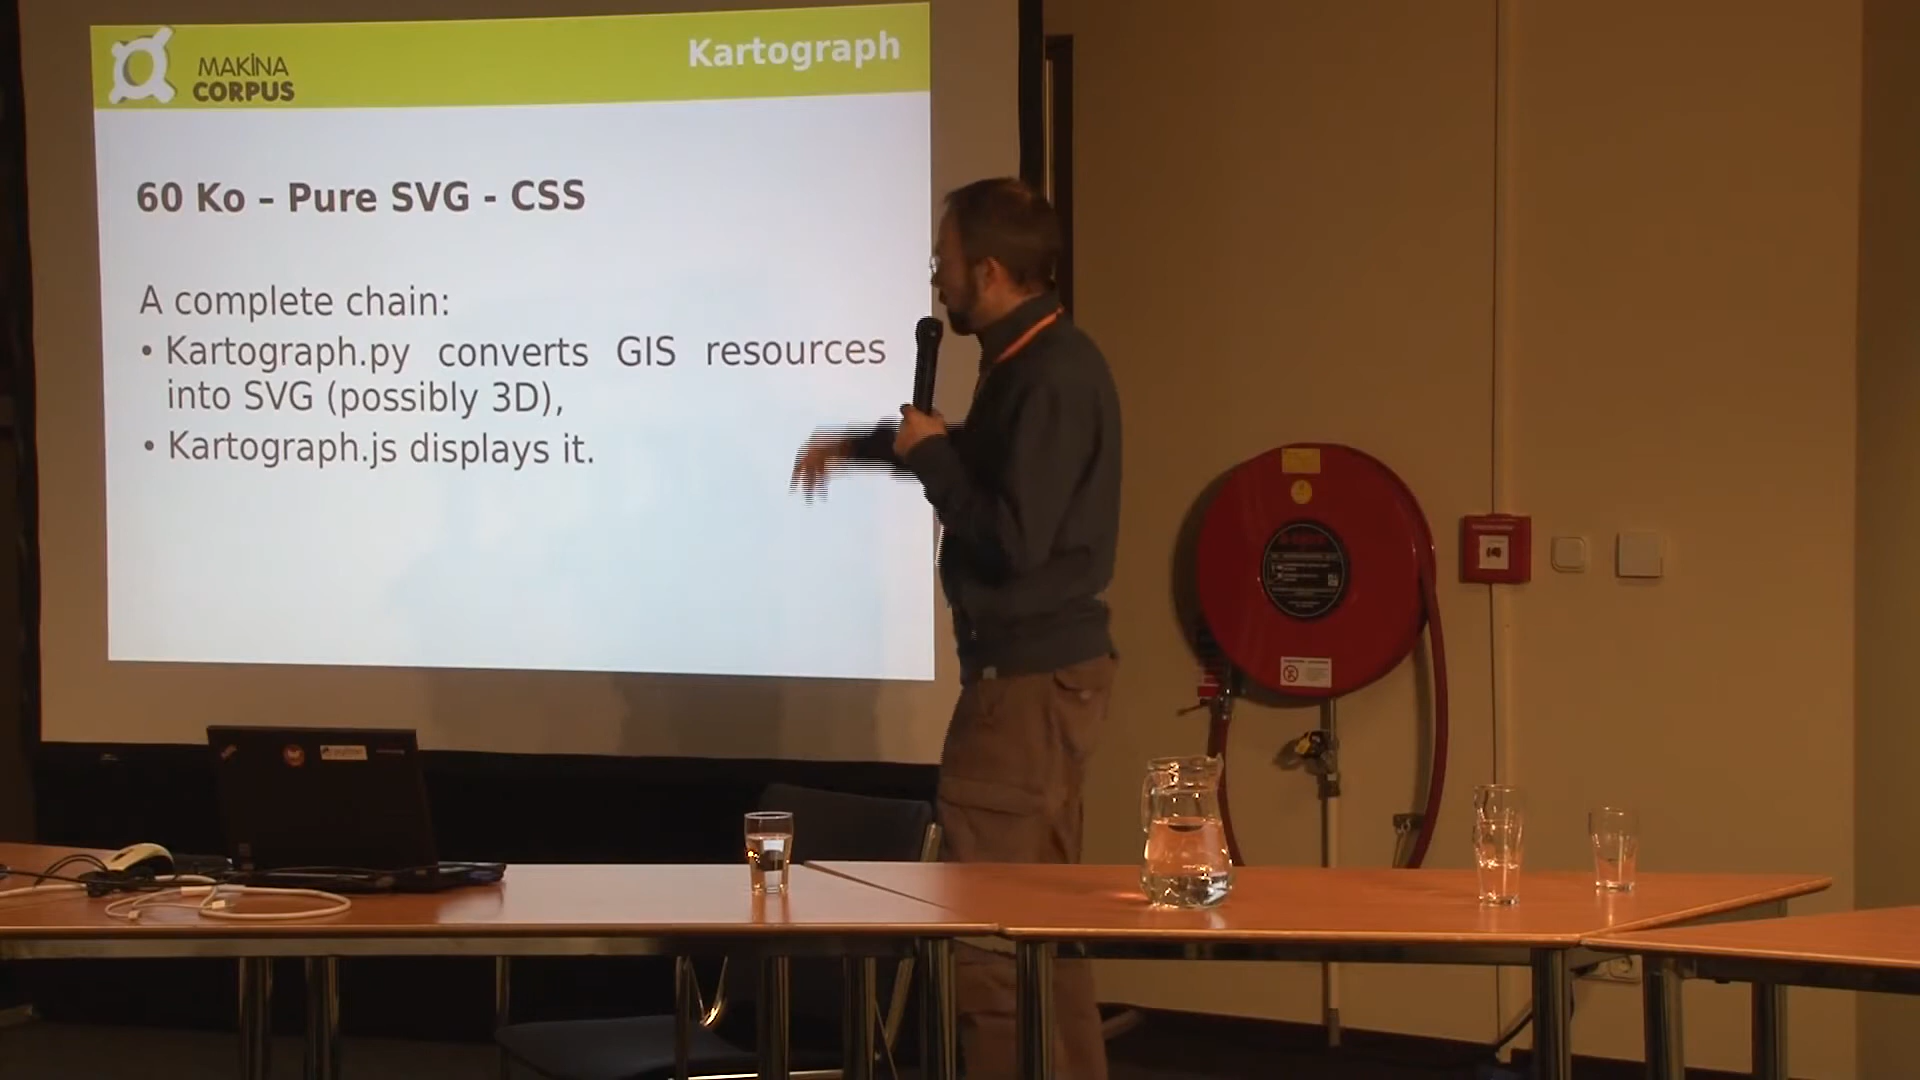 MAKINA
CORPUS
Kartograph
60 Ko – Pure SVG - CSS
A complete chain:
• Kartograph.py converts GIS resources
into SVG (possibly 3D),
• Kartograph.js displays it.